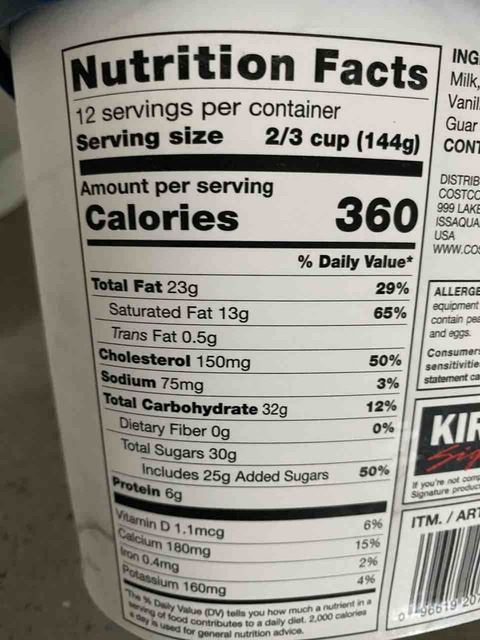 Nutrition Facts
12 servings per container
Serving size 2/3 cup (144g)
Amount per serving
Calories 360
% Daily Value*
Total Fat 23g 29%
Saturated Fat 13g 65%
Trans Fat 0.5g
Cholesterol 150mg 50%
Sodium 75mg 3%
Total Carbohydrate 32g 12%
Dietary Fiber 0g 0%
Total Sugars 30g
Includes 25g Added Sugars 50%
Protein 6g
Vitamin D 1.1mcg 6%
Calcium 180mg 15%
Iron 0.4mg 2%
Potassium 160mg 4%
*The % Daily Value (DV) tells you how much a nutrient in a
serving of food contributes to a daily diet. 2,000 calories
a day is used for general nutrition advice.
ING
Milk,
Vanil
Guar
CONT
DISTRIB
COSTCO
999 LAKE
ISSAQUA
USA
WWW.COS
ALLERGE
equipment
contain pea
and eggs.
Consumers
sensitivitie
statement ca
KIR
Sig
If you're not comp
Signature produc
ITM. / ART
0 96619 207